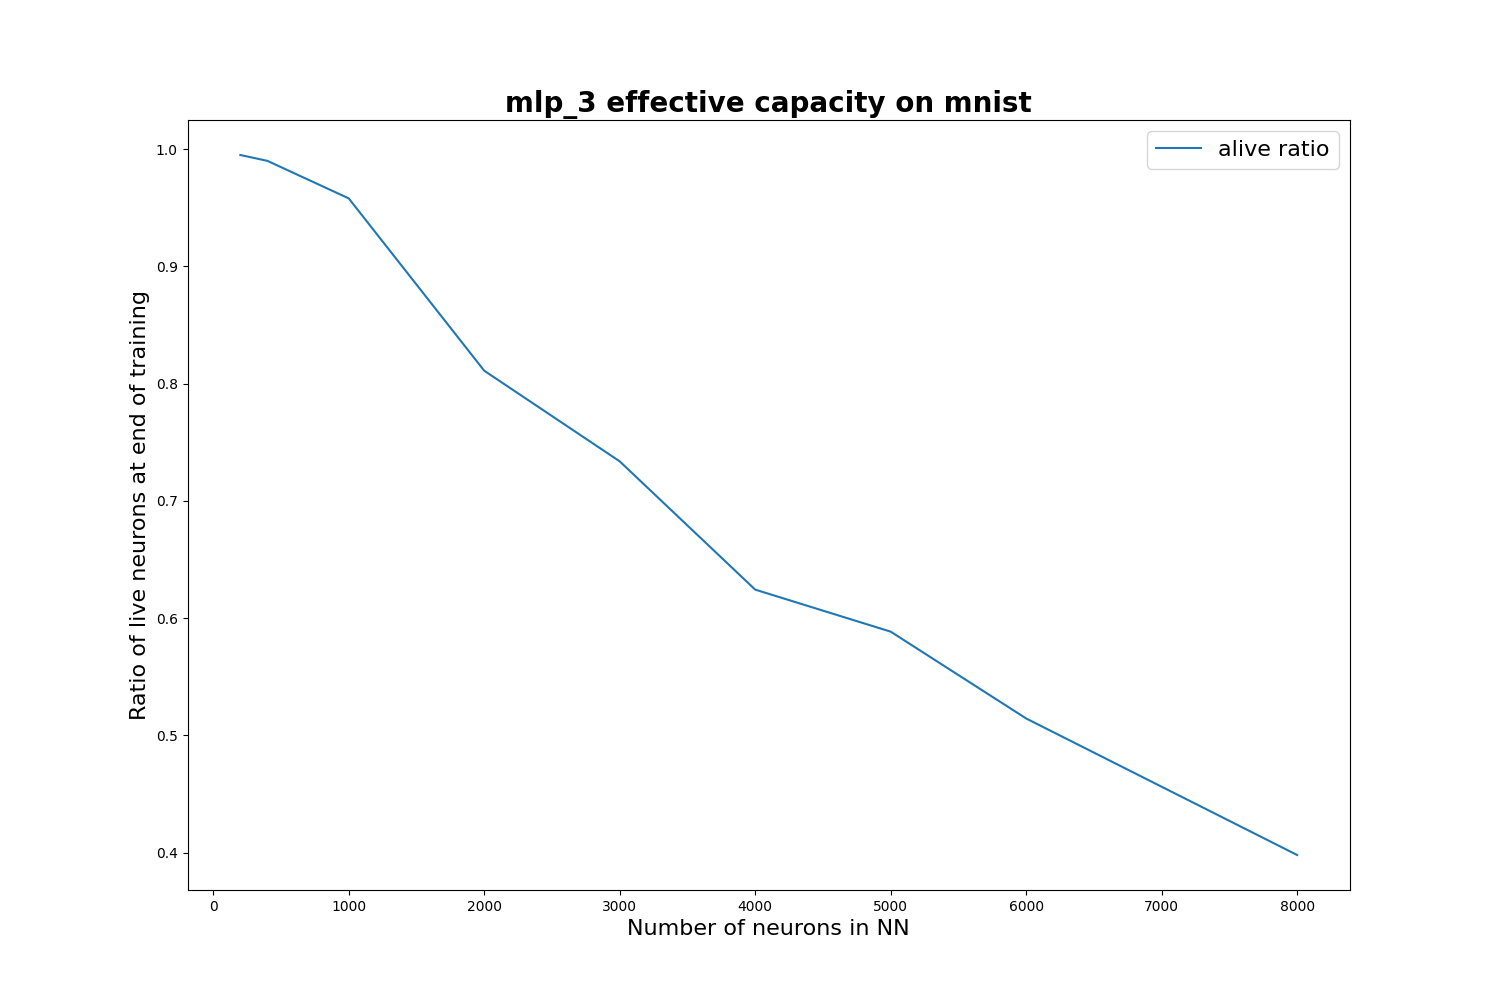 mlp_3 effective capacity on mnist
alive ratio
Ratio of live neurons at end of training
1.0
0.9
0.8
0.7
0.6
0.5
0.4
0 1000 2000 3000 4000 5000 6000 7000 8000
Number of neurons in NN